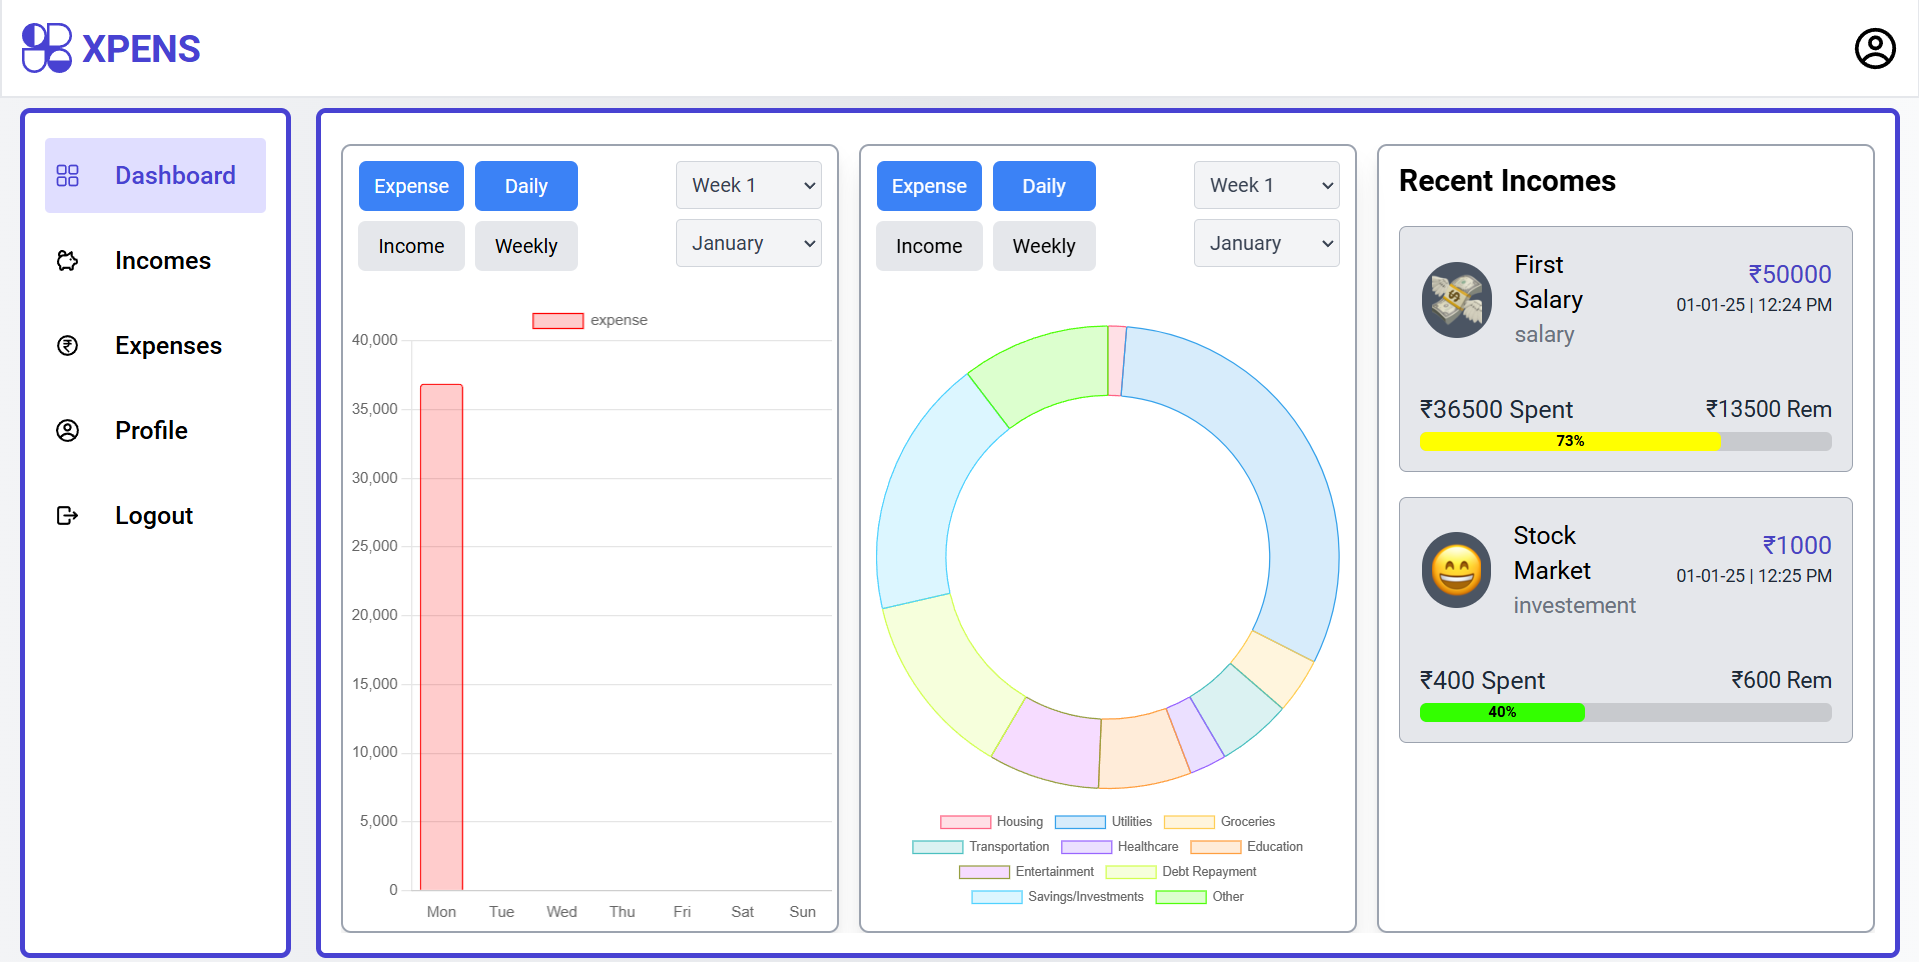 XPENS
Dashboard
Incomes
Expenses
Profile
Logout
Expense Daily Week 1
Income Weekly January
expense
40,000
35,000
30,000
25,000
20,000
15,000
10,000
5,000
0
Mon Tue Wed Thu Fri Sat Sun
Expense Daily Week 1
Income Weekly January
Housing Utilities Groceries
Transportation Healthcare Education
Entertainment Debt Repayment
Savings/Investments Other
Recent Incomes
First
Salary
salary
₹50000
01-01-25 | 12:24 PM
₹36500 Spent ₹13500 Rem
73%
Stock
Market
investement
₹1000
01-01-25 | 12:25 PM
₹400 Spent ₹600 Rem
40%